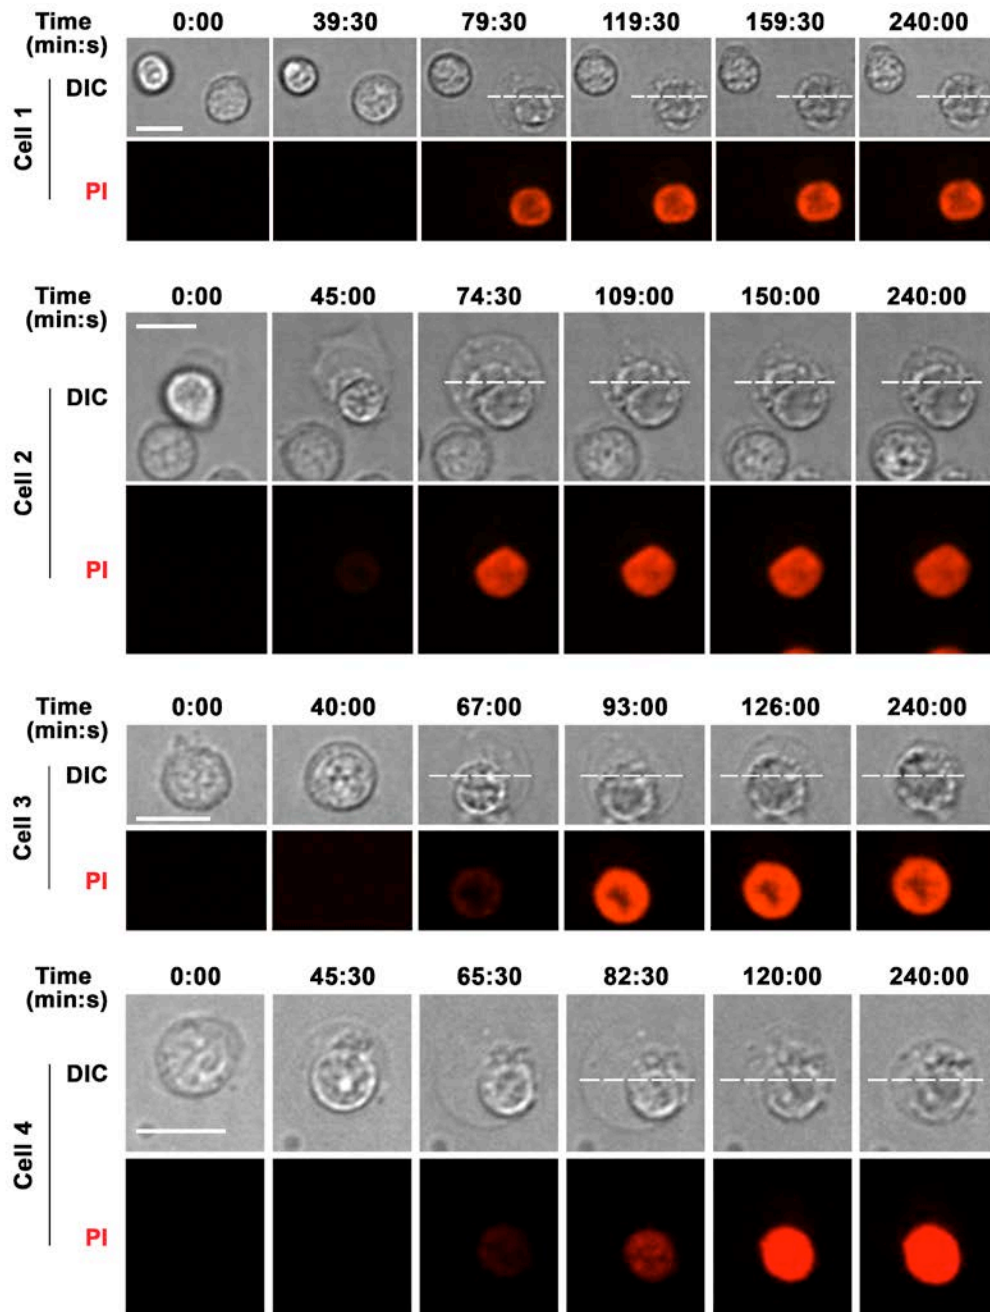 Time 0:00 39:30 79:30 119:30 159:30 240:00
(min:s)
Cell 1
DIC
PI
Time 0:00 45:00 74:30 109:00 150:00 240:00
(min:s)
Cell 2
DIC
PI
Time 0:00 40:00 67:00 93:00 126:00 240:00
(min:s)
Cell 3
DIC
PI
Time 0:00 45:30 65:30 82:30 120:00 240:00
(min:s)
Cell 4
DIC
PI